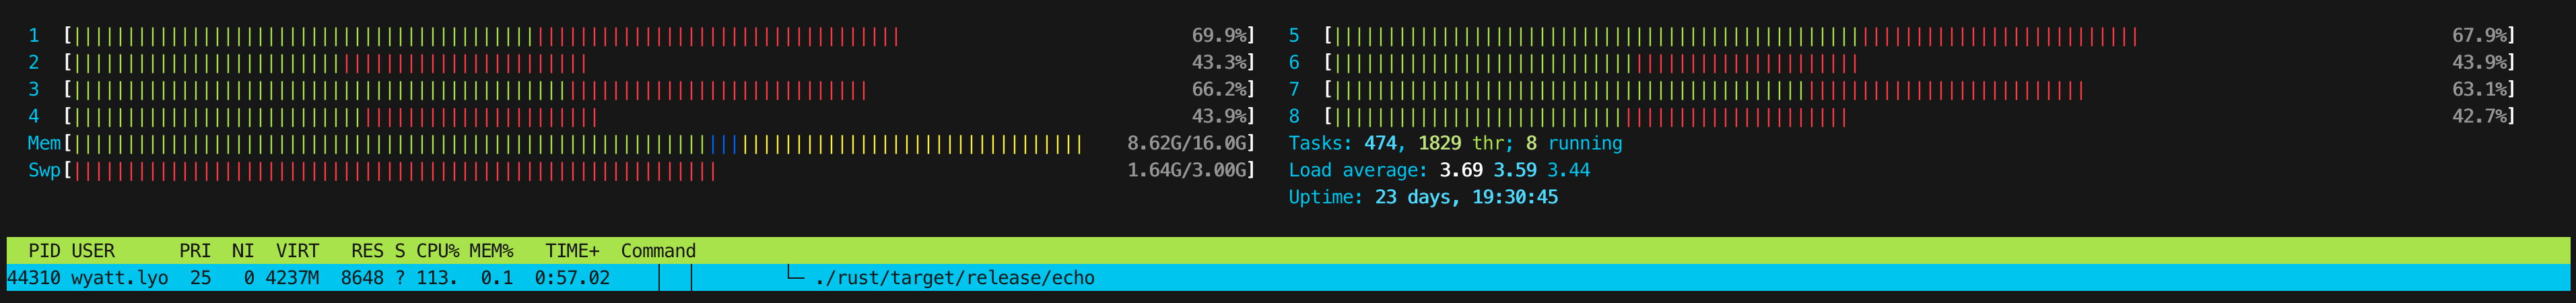 1 [ 69.9%] 5 [ 67.9%]
2 [ 43.3%] 6 [ 43.9%]
3 [ 66.2%] 7 [ 63.1%]
4 [ 43.9%] 8 [ 42.7%]
Mem[ 8.62G/16.0G] Tasks: 474, 1829 thr; 8 running
Swp[ 1.64G/3.00G] Load average: 3.69 3.59 3.44
Uptime: 23 days, 19:30:45
PID USER PRI NI VIRT RES S CPU% MEM% TIME+ Command
44310 wyatt.lyo 25 0 4237M 8648 ? 113. 0.1 0:57.02 │ │ └─ ./rust/target/release/echo